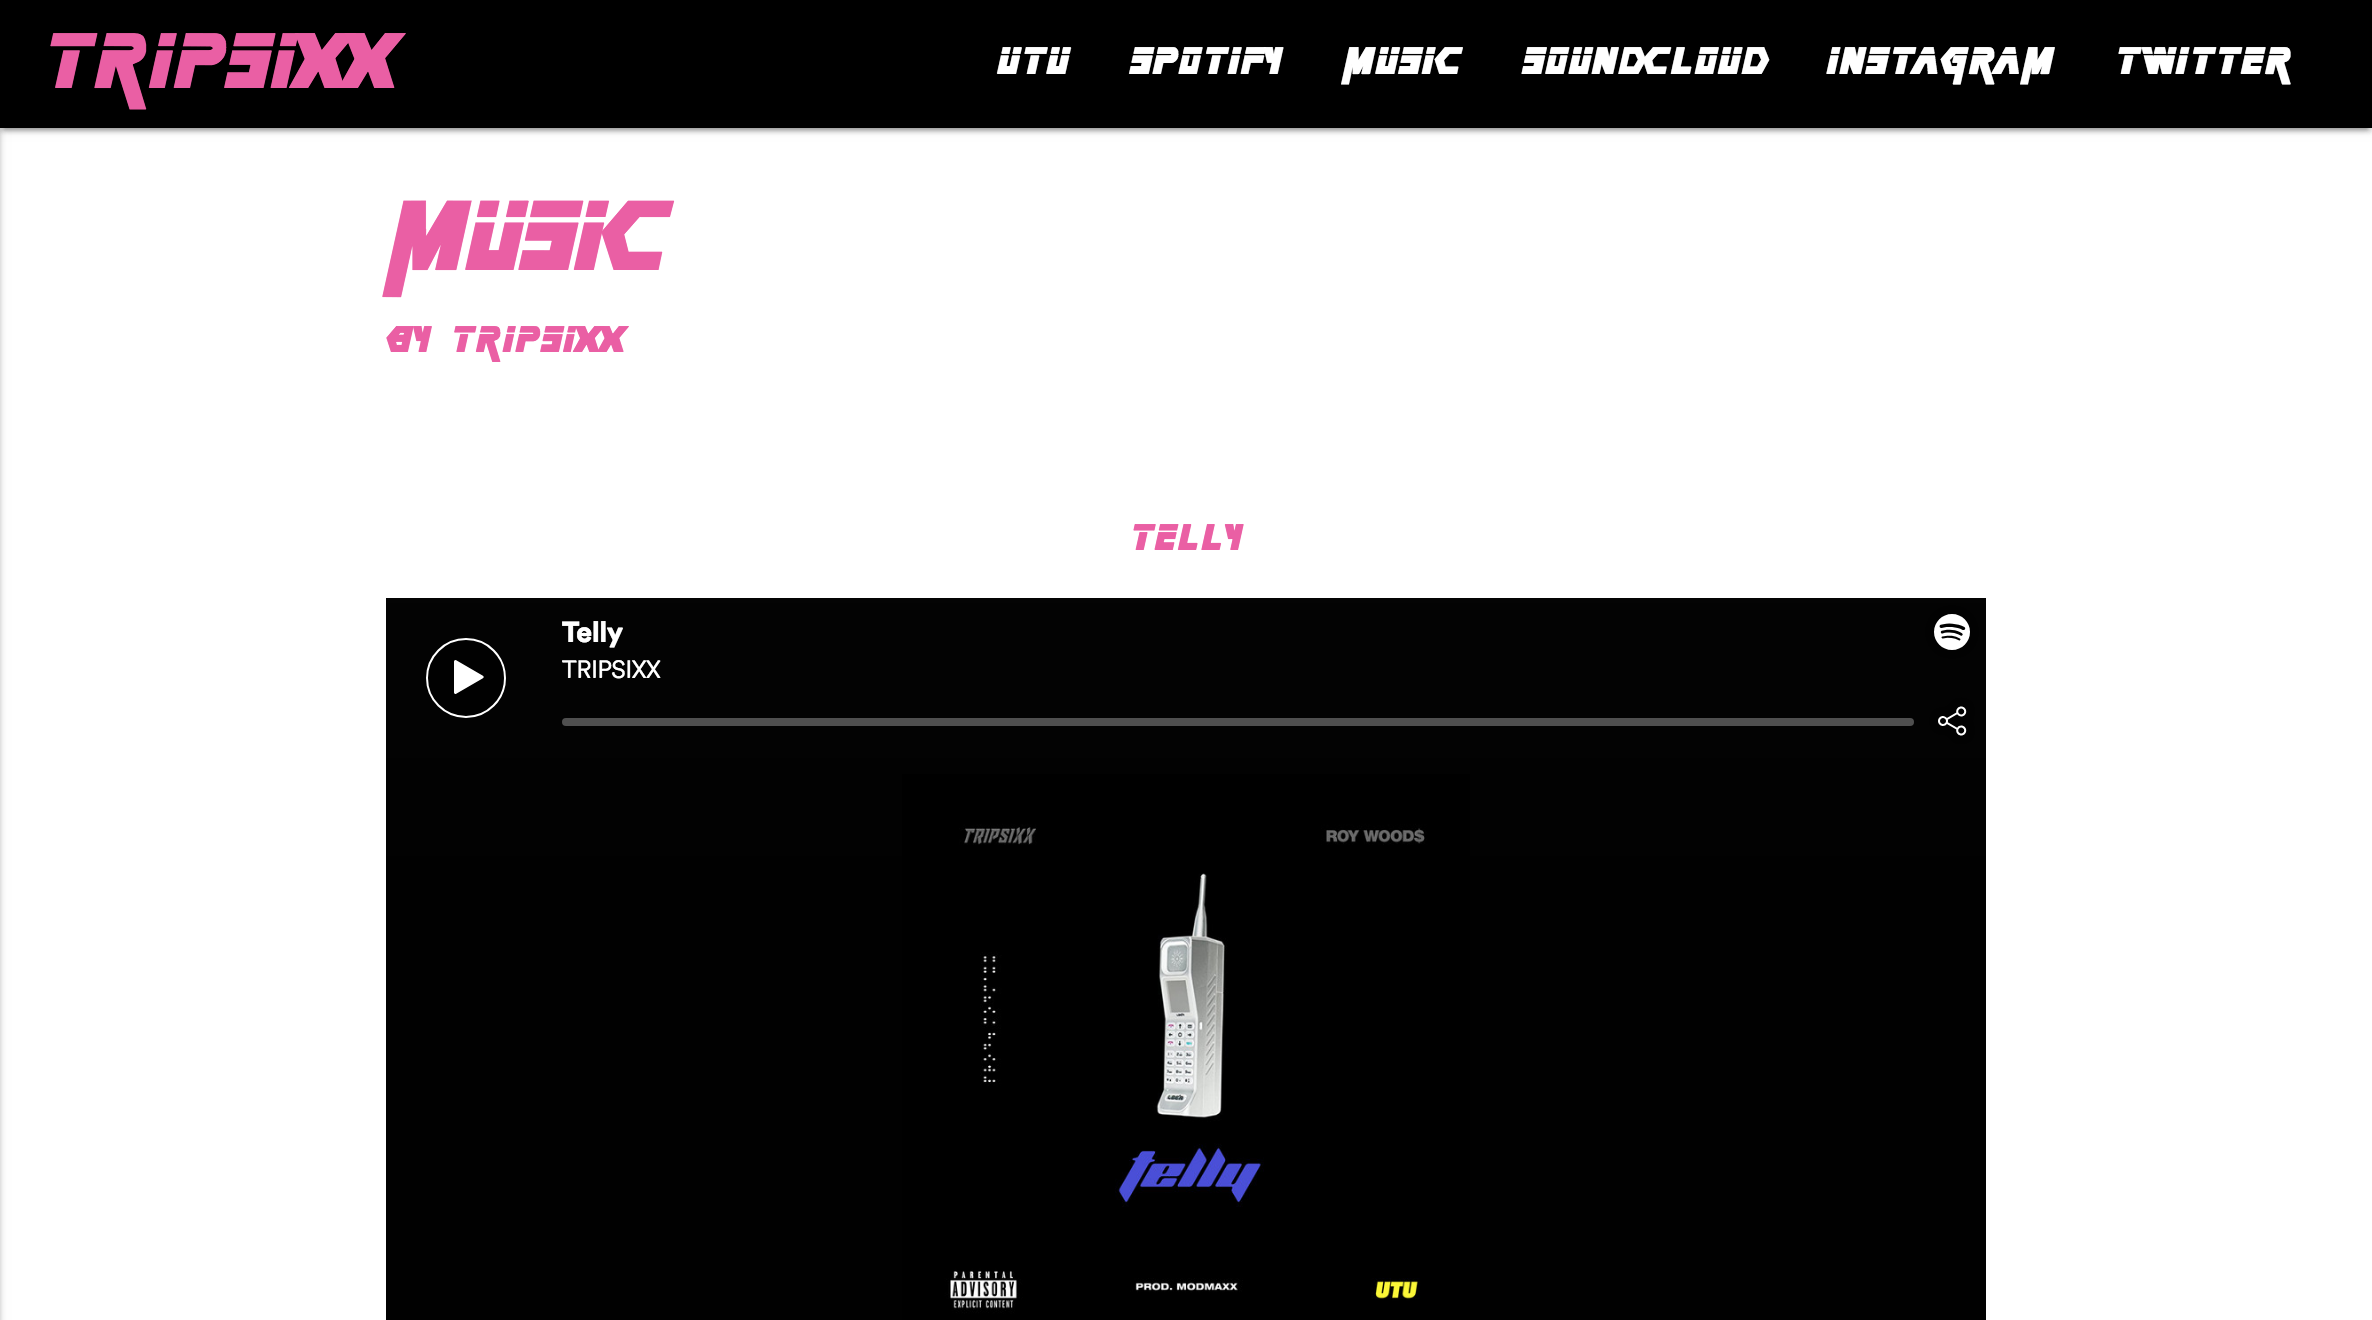 TRIPSIXX
UTU SPOTIFY MUSIC SOUNDCLOUD INSTAGRAM TWITTER
MUSIC
BY TRIPSIXX
TELLY
Telly
TRIPSIXX
TRIPSIXX ROY WOOD$
telly
PARENTAL
ADVISORY
EXPLICIT CONTENT
PROD. MODMAXX
UTU